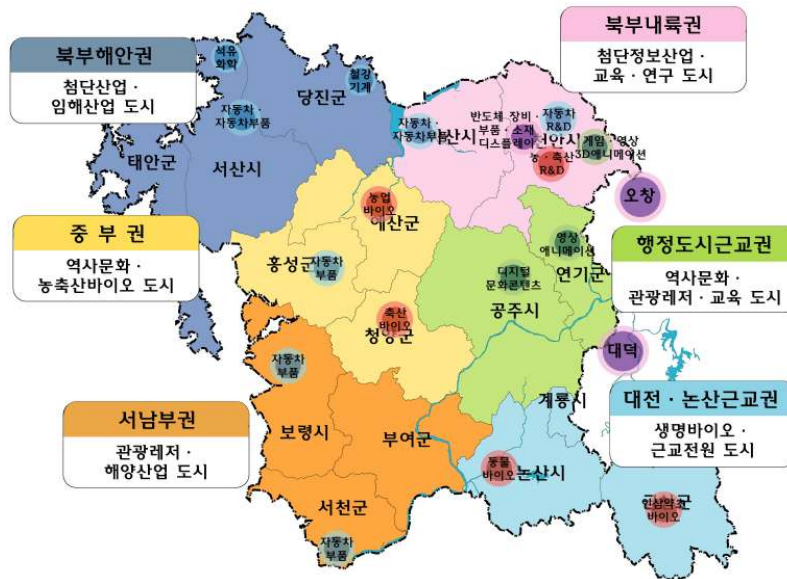 북부내륙권
첨단정보산업 ·
교육 · 연구 도시
북부해안권
첨단산업 ·
임해산업 도시
석유
화학
철강
기계
당진군
자동차 ·
자동차부품
서산시
태안군
자동차 ·
자동차부품
산시
반도체
부품 ·
디스플레이
장비 ·
소재
자동차
R&D
안시
게임
3D애니메이션
영상
농 · 축산
R&D
오창
중 부 권
역사문화 ·
농축산바이오 도시
농업
바이오
예산군
홍성군
자동차
부품
축산
바이오
청양군
영상
애니메이션
연기군
디지털
문화콘텐츠
공주시
행정도시근교권
역사문화 ·
관광레저 · 교육 도시
대덕
자동차
부품
보령시
부여군
서남부권
관광레저 ·
해양산업 도시
계룡시
대전 · 논산근교권
생명바이오 ·
근교전원 도시
동물
바이오
논산시
서천군
자동차
부품
인삼약초
바이오
군